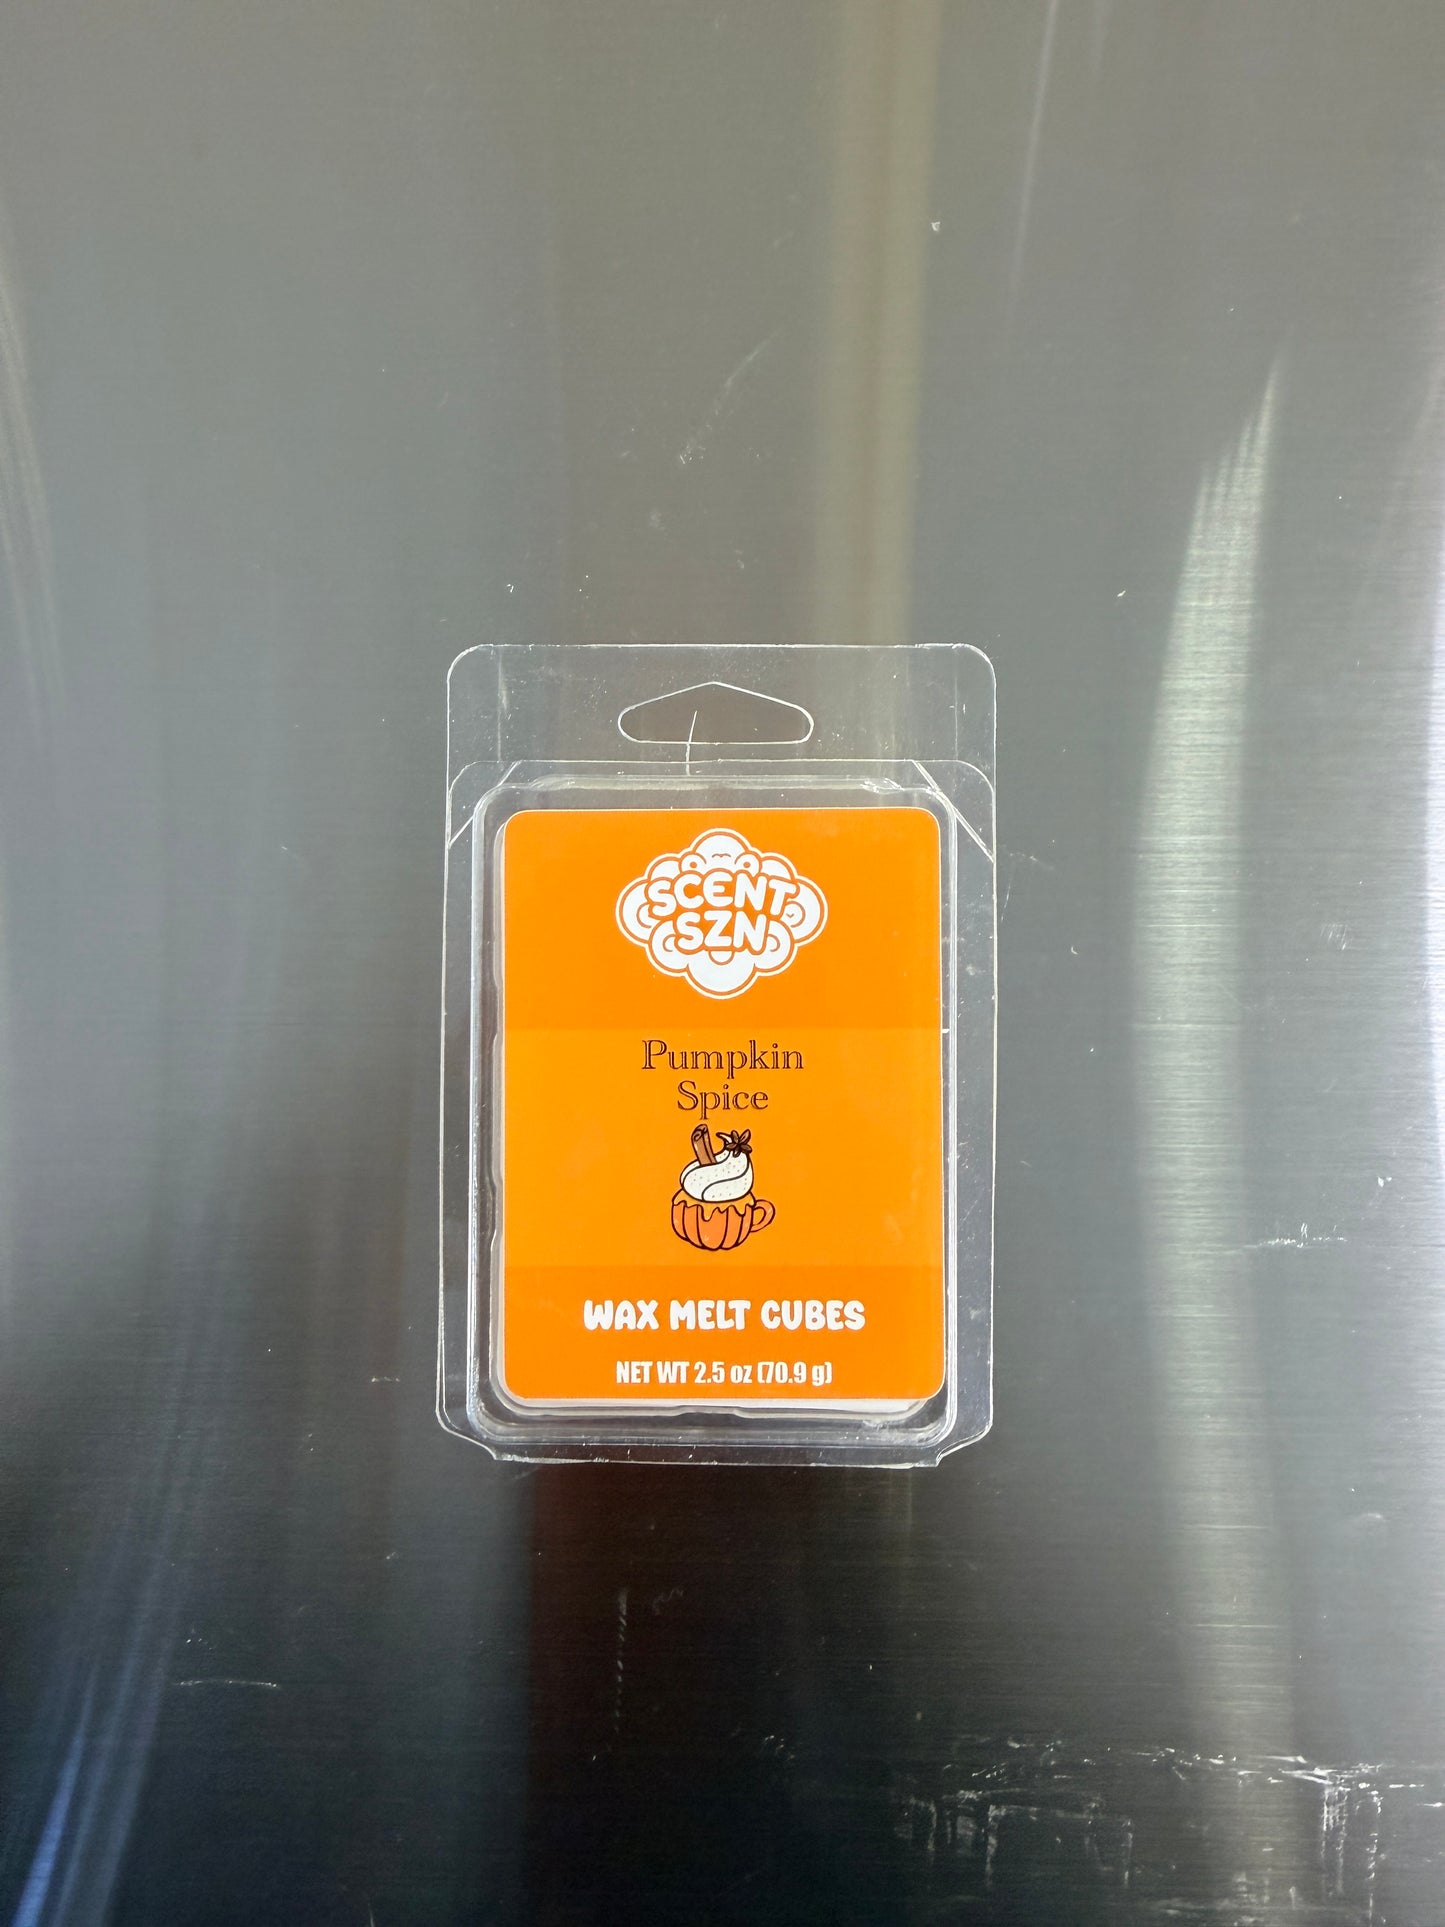 SCENT
SZN
Pumpkin
Spice
WAX MELT CUBES
NET WT 2.5 oz (70.9 g)